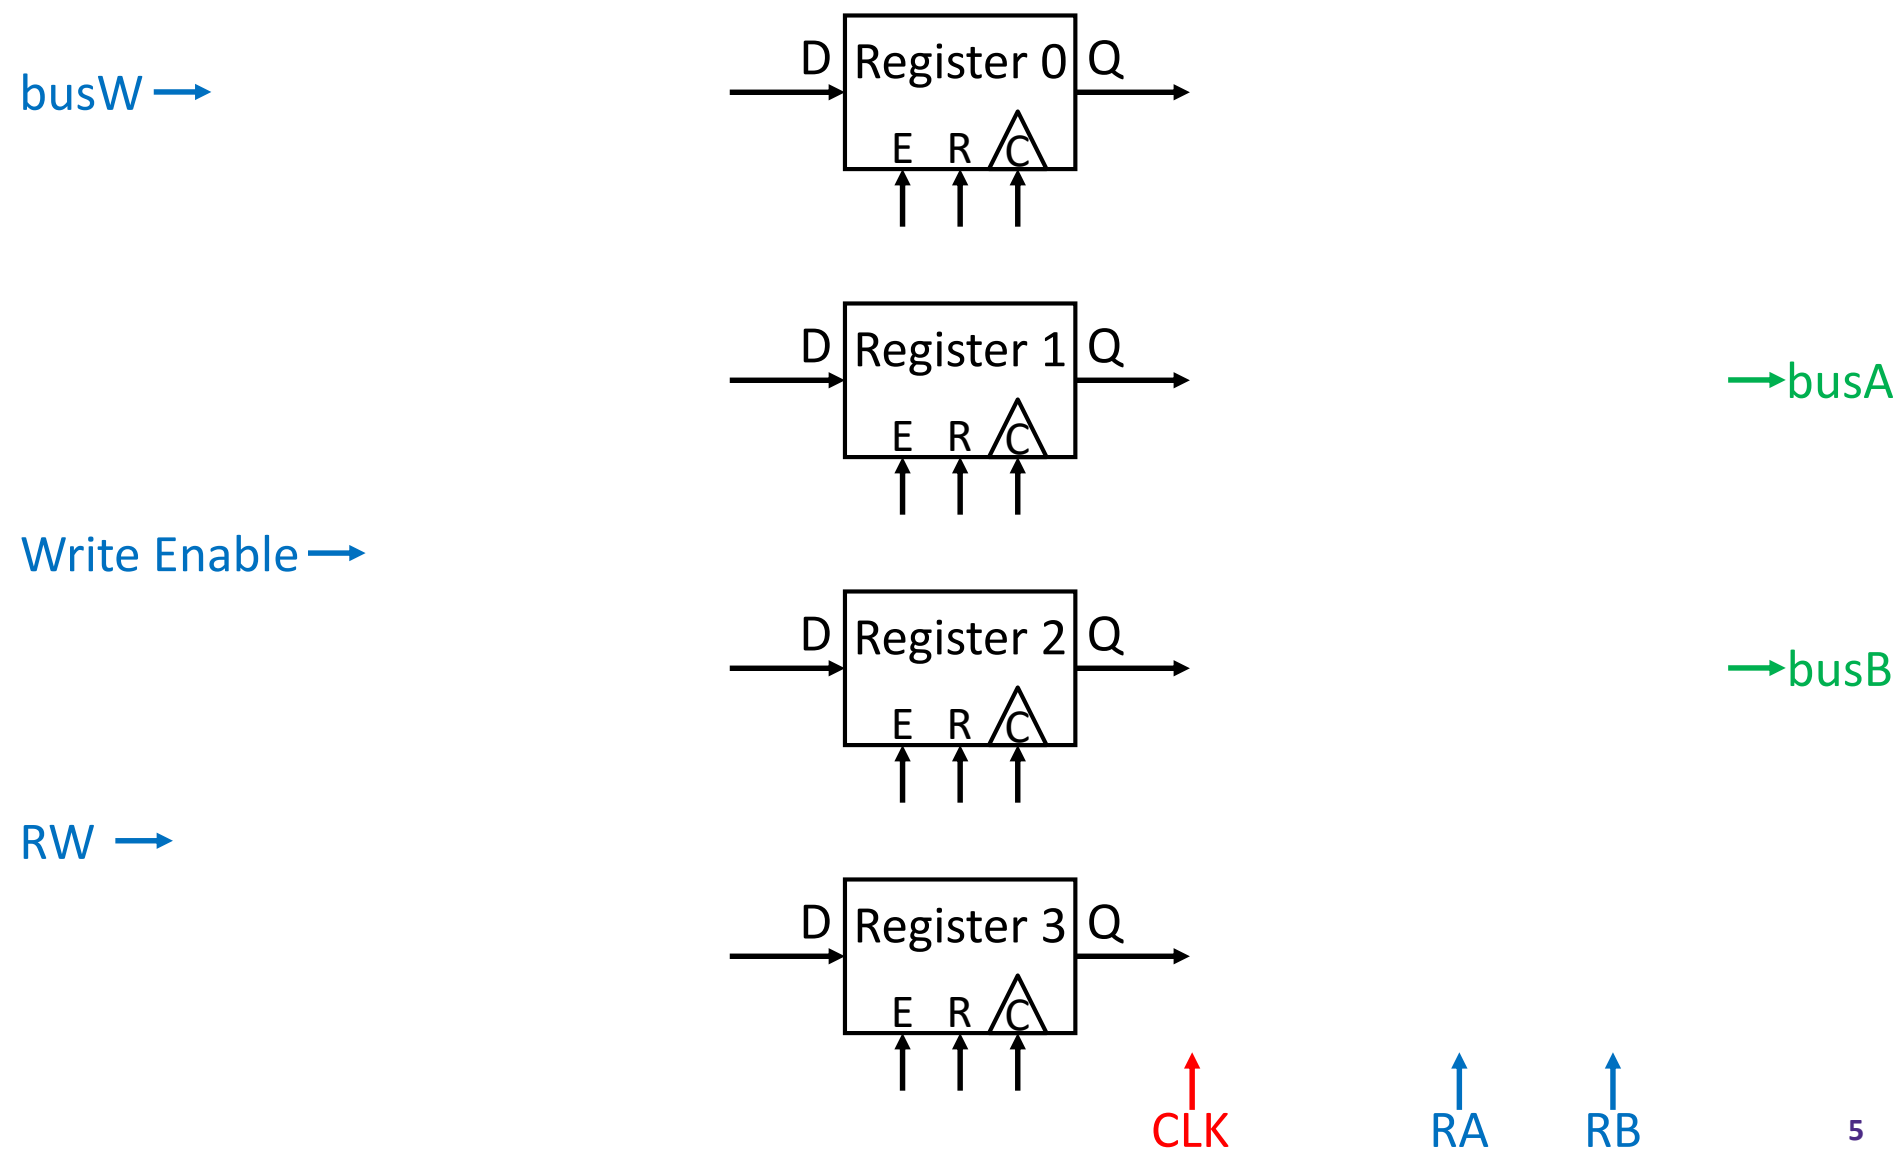 busW
D Register 0 Q
E R C
D Register 1 Q
E R C
busA
Write Enable
D Register 2 Q
E R C
busB
RW
D Register 3 Q
E R C
CLK RA RB
5